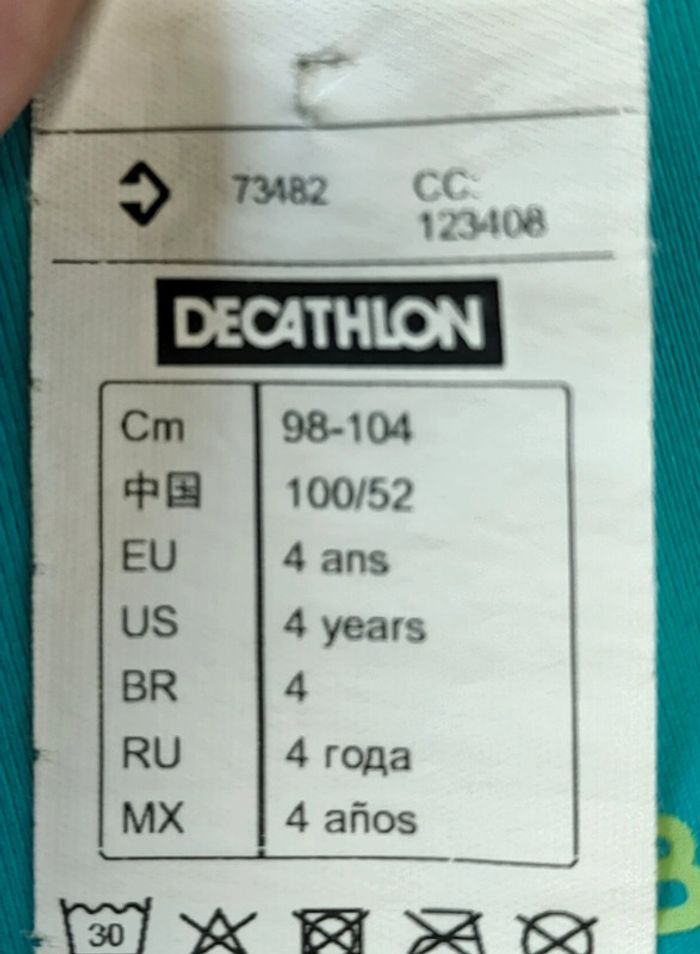 73482 CC:
123408
DECATHLON
Cm 98-104
中国 100/52
EU 4 ans
US 4 years
BR 4
RU 4 года
MX 4 años
30